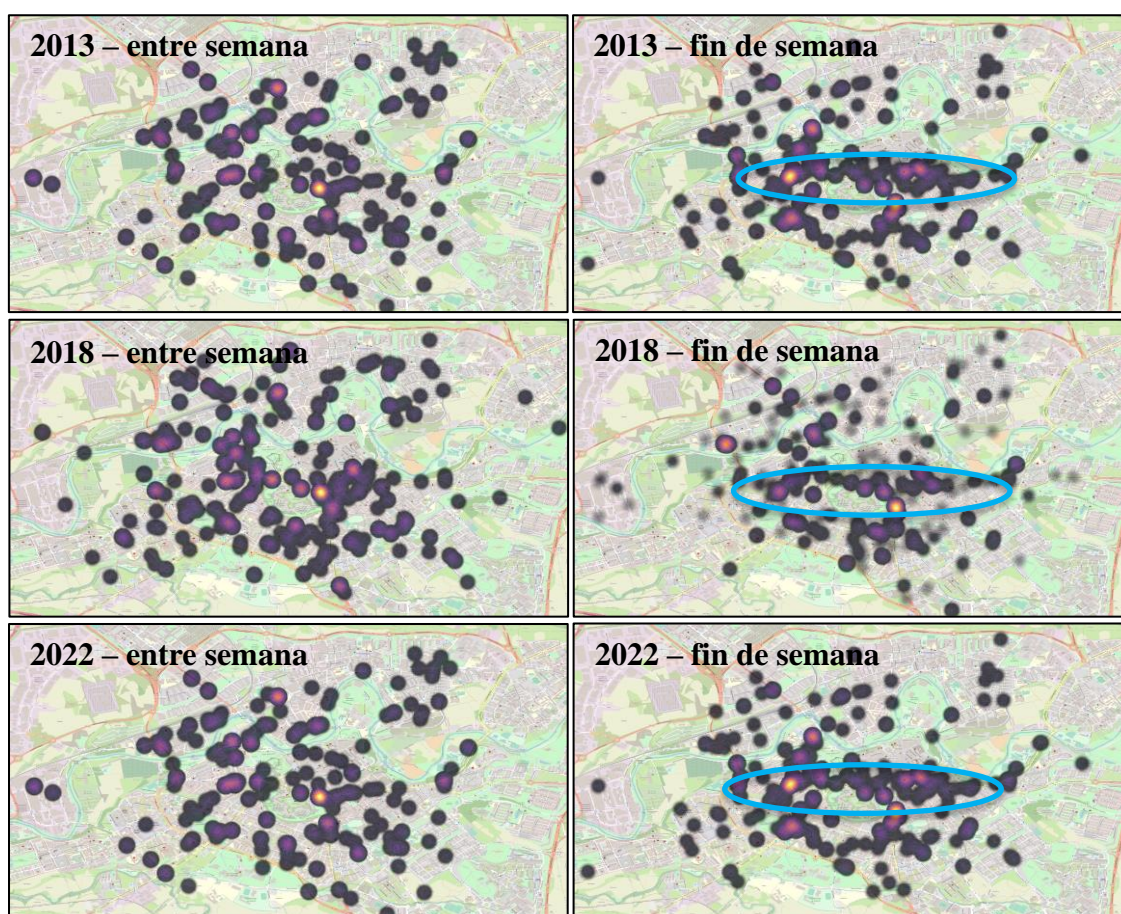 2013 – entre semana
2013 – fin de semana
2018 – entre semana
2018 – fin de semana
2022 – entre semana
2022 – fin de semana